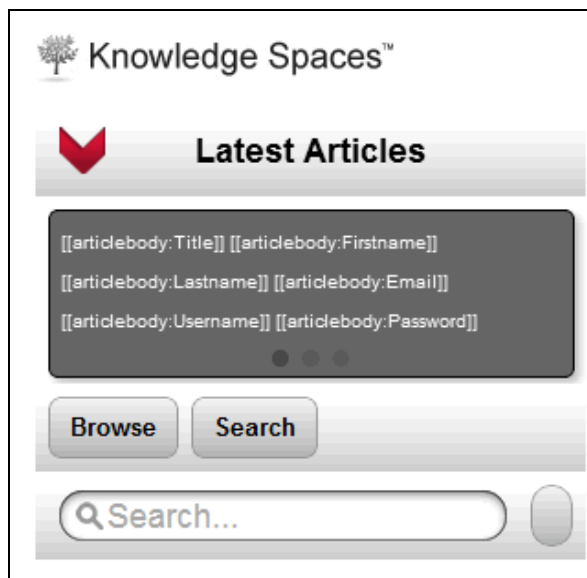 Knowledge Spaces™
Latest Articles
[[articlebody:Title]] [[articlebody:Firstname]]
[[articlebody:Lastname]] [[articlebody:Email]]
[[articlebody:Username]] [[articlebody:Password]]
Browse Search
Search...